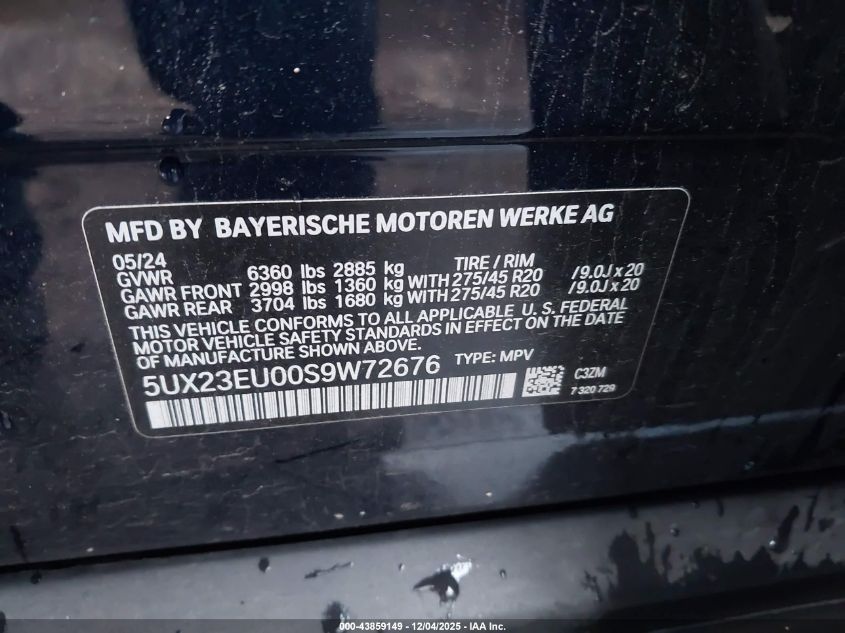 MFD BY BAYERISCHE MOTOREN WERKE AG
05/24 TIRE / RIM
GVWR 6360 lbs 2885 kg
GAWR FRONT 2998 lbs 1360 kg WITH 275/45 R20 /9.0J x 20
GAWR REAR 3704 lbs 1680 kg WITH 275/45 R20 /9.0J x 20
THIS VEHICLE CONFORMS TO ALL APPLICABLE U. S. FEDERAL
MOTOR VEHICLE SAFETY STANDARDS IN EFFECT ON THE DATE
OF MANUFACTURE SHOWN ABOVE.
5UX23EU00S9W72676 TYPE: MPV
C3ZM
7 320 729
000-43859149 - 12/04/2025 - IAA Inc.